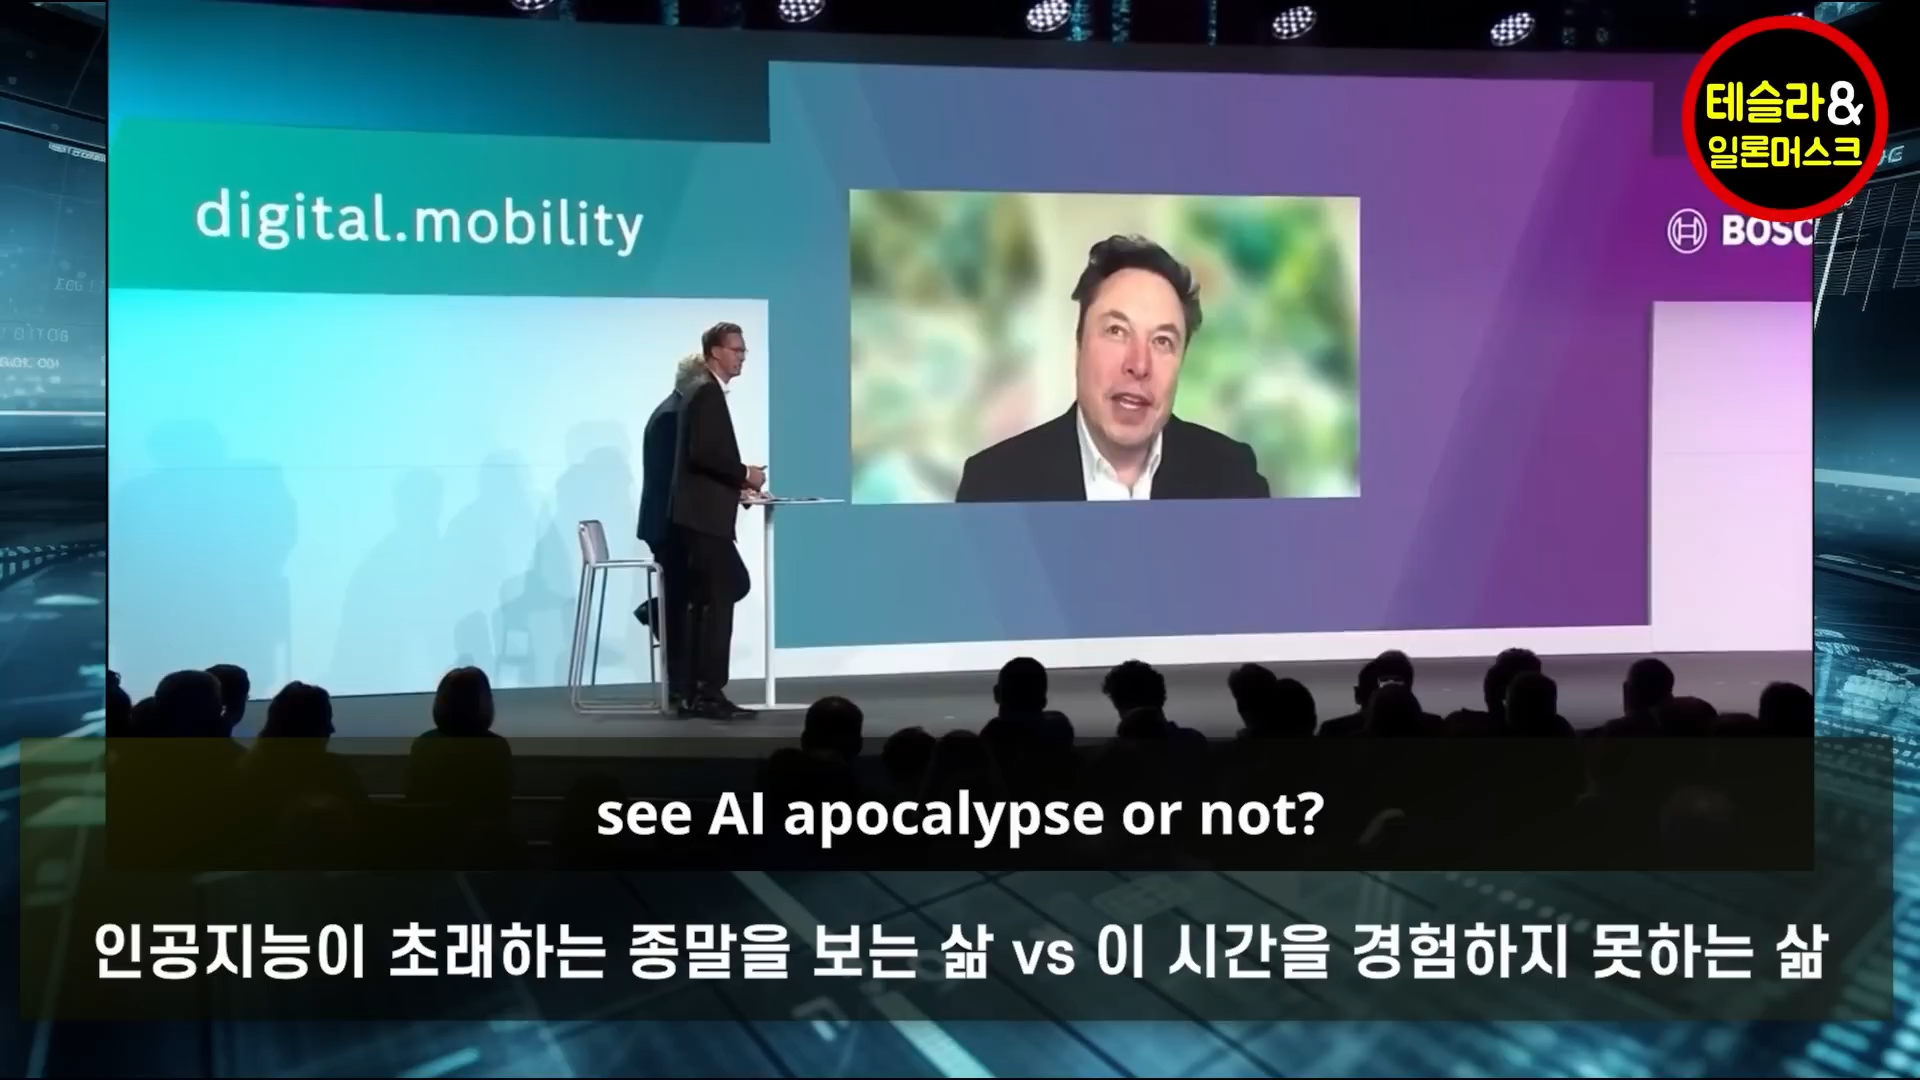 테슬라&
일론머스크
digital.mobility
BOSC
see AI apocalypse or not?
인공지능이 초래하는 종말을 보는 삶 vs 이 시간을 경험하지 못하는 삶